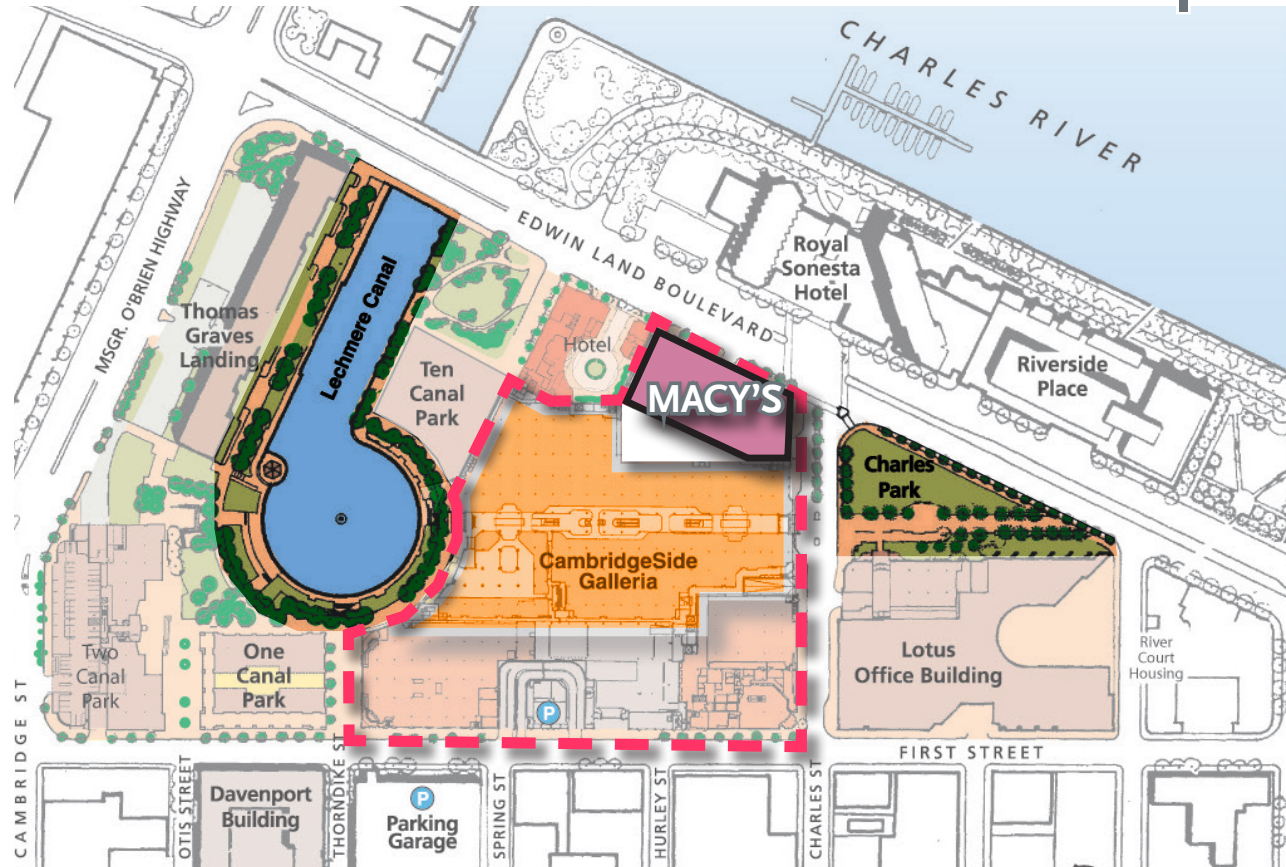 CHARLES RIVER
MSGR. O'BRIEN HIGHWAY
EDWIN LAND BOULEVARD
Royal
Sonesta
Hotel
Thomas
Graves
Landing
Lechmere Canal
Hotel
Riverside
Place
Ten
Canal
Park
MACY'S
Charles
Park
CambridgeSide
Galleria
Two
Canal
Park
One
Canal
Park
Lotus
Office Building
River
Court
Housing
P
FIRST STREET
CAMBRIDGE ST
OTIS STREET
Davenport
Building
THORNDIKE ST
P
Parking
Garage
SPRING ST
HURLEY ST
CHARLES ST